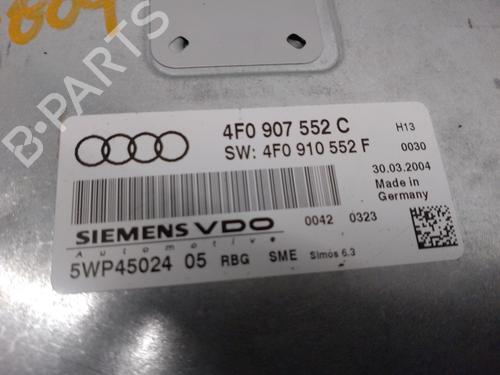 809
B-PARTS
4F0 907 552 C H13
SW: 4F0 910 552 F 0030
30.03.2004
Made in
Germany
SIEMENS VDO 0042 0323
Automotive
5WP45024 05 RBG SME Simos 6.3